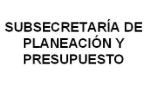 SUBSECRETARÍA DE
PLANEACIÓN Y
PRESUPUESTO